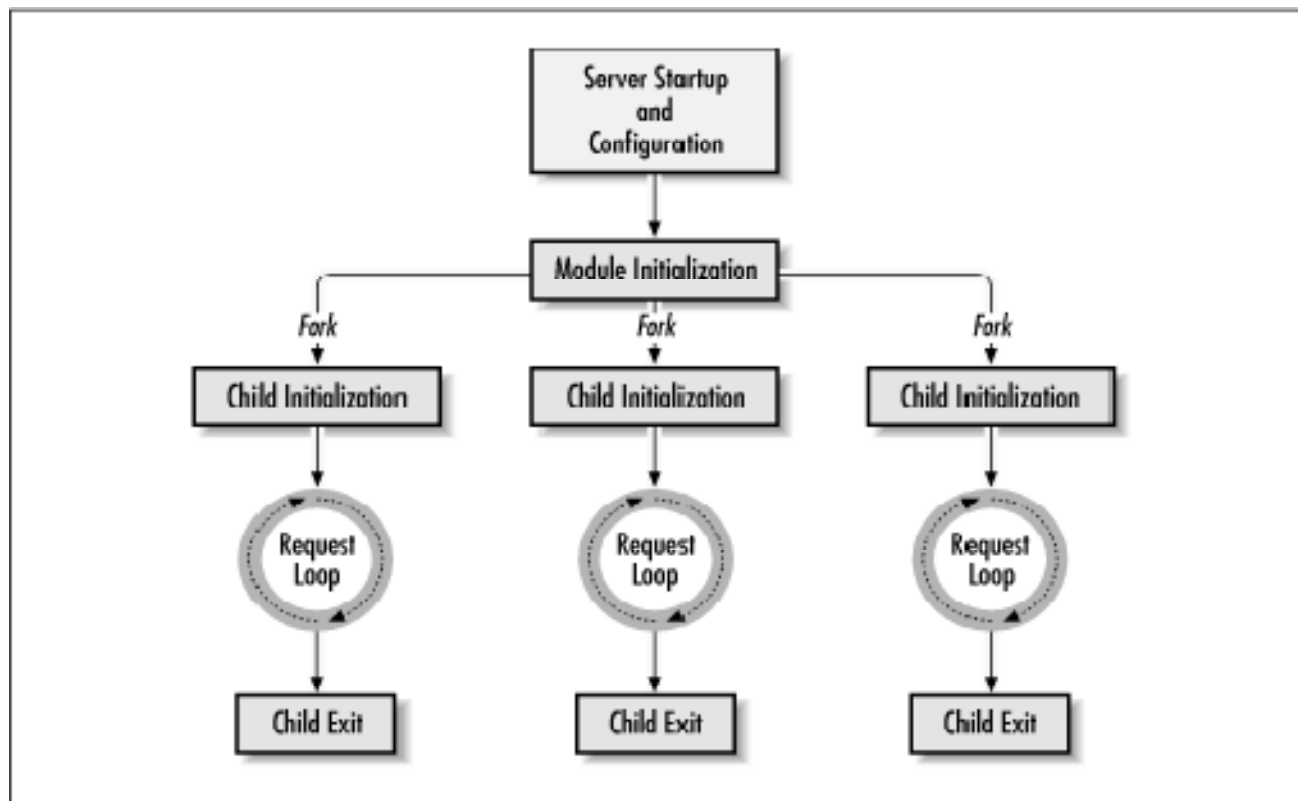 Server Startup
and
Configuration
Module Initialization
Fork
Fork
Fork
Child Initialization
Child Initialization
Child Initialization
Request
Loop
Request
Loop
Request
Loop
Child Exit
Child Exit
Child Exit